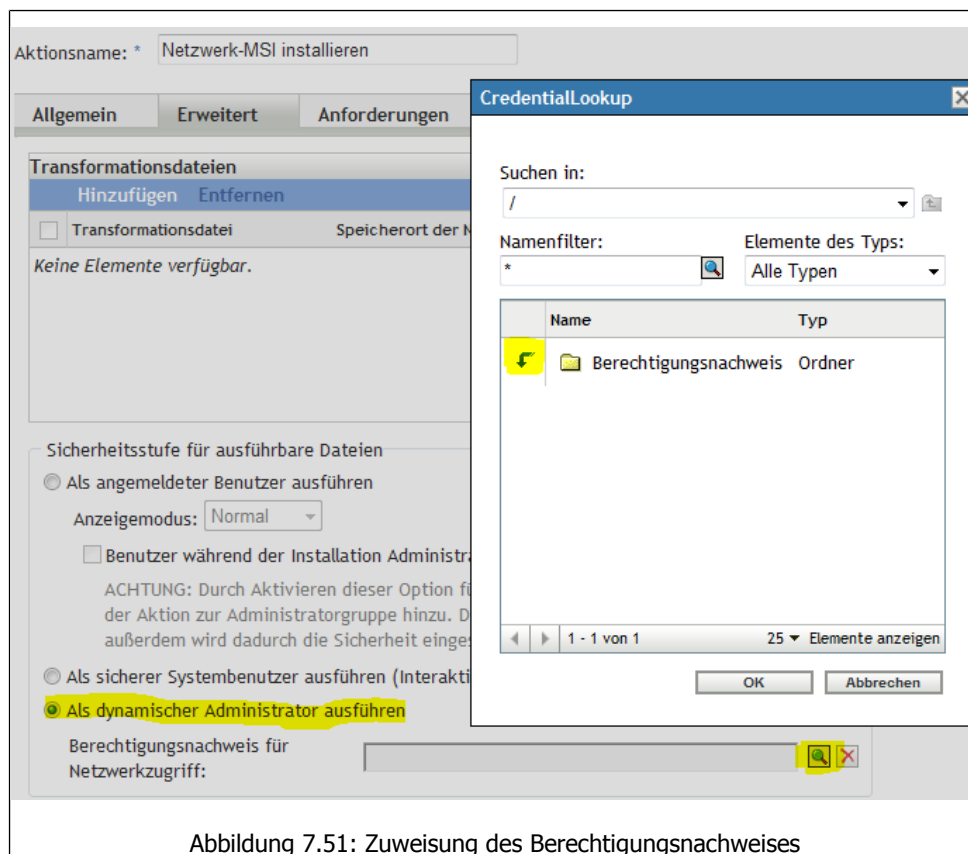 Aktionsname: * Netzwerk-MSI installieren
Allgemein Erweitert Anforderungen
Transformationsdateien
Hinzufügen Entfernen
Transformationsdatei Speicherort der
Keine Elemente verfügbar.
Sicherheitsstufe für ausführbare Dateien
Als angemeldeter Benutzer ausführen
Anzeigemodus: Normal
Benutzer während der Installation
ACHTUNG: Durch Aktivieren dieser Option
der Aktion zur Administratorgruppe hinzu.
außerdem wird dadurch die Sicherheit
Als sicherer Systembenutzer ausführen
Als dynamischer Administrator ausführen
Berechtigungsnachweis für
Netzwerkzugriff:
CredentialLookup
Suchen in:
/
Namenfilter: Elemente des Typs:
* Alle Typen
Name Typ
Berechtigungsnachweis Ordner
1 - 1 von 1 25 Elemente anzeigen
OK Abbrechen
Abbildung 7.51: Zuweisung des Berechtigungsnachweises